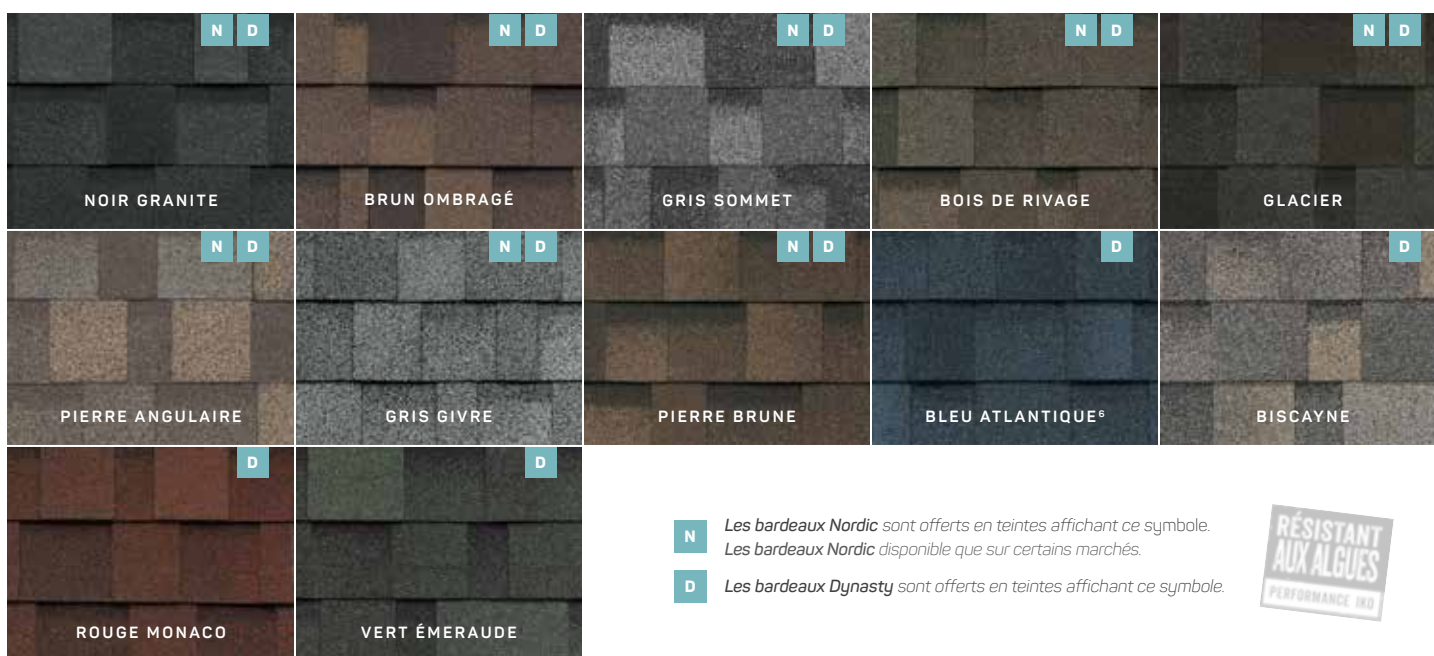 N D
N D
N D
N D
N D
NOIR GRANITE
BRUN OMBRAGÉ
GRIS SOMMET
BOIS DE RIVAGE
GLACIER
N D
N D
N D
D
D
PIERRE ANGULAIRE
GRIS GIVRE
PIERRE BRUNE
BLEU ATLANTIQUE⁶
BISCAYNE
D
D
ROUGE MONACO
VERT ÉMERAUDE
N
Les bardeaux Nordic sont offerts en teintes affichant ce symbole.
Les bardeaux Nordic disponible que sur certains marchés.
D
Les bardeaux Dynasty sont offerts en teintes affichant ce symbole.
RÉSISTANT
AUX ALGUES
PERFORMANCE IKO